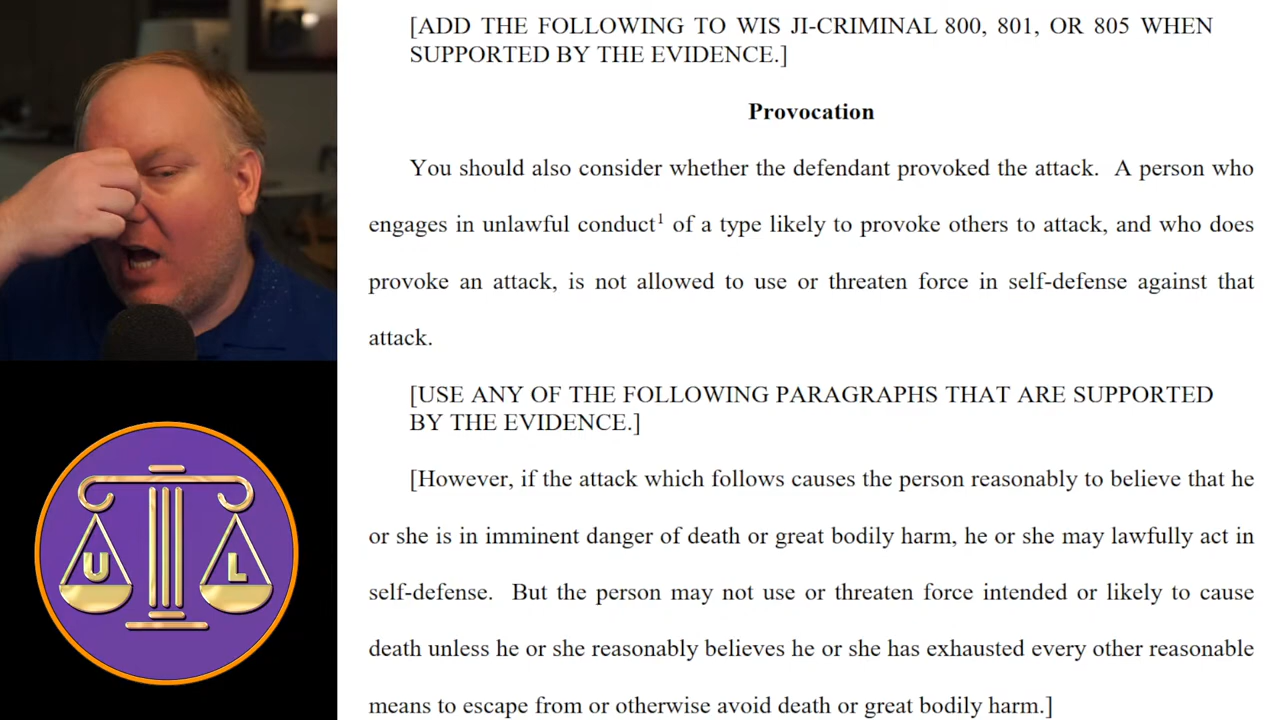 [ADD THE FOLLOWING TO WIS JI-CRIMINAL 800, 801, OR 805 WHEN
SUPPORTED BY THE EVIDENCE.]
Provocation
You should also consider whether the defendant provoked the attack. A person who
engages in unlawful conduct¹ of a type likely to provoke others to attack, and who does
provoke an attack, is not allowed to use or threaten force in self-defense against that
attack.
[USE ANY OF THE FOLLOWING PARAGRAPHS THAT ARE SUPPORTED
BY THE EVIDENCE.]
[However, if the attack which follows causes the person reasonably to believe that he
or she is in imminent danger of death or great bodily harm, he or she may lawfully act in
self-defense. But the person may not use or threaten force intended or likely to cause
death unless he or she reasonably believes he or she has exhausted every other reasonable
means to escape from or otherwise avoid death or great bodily harm.]
U L